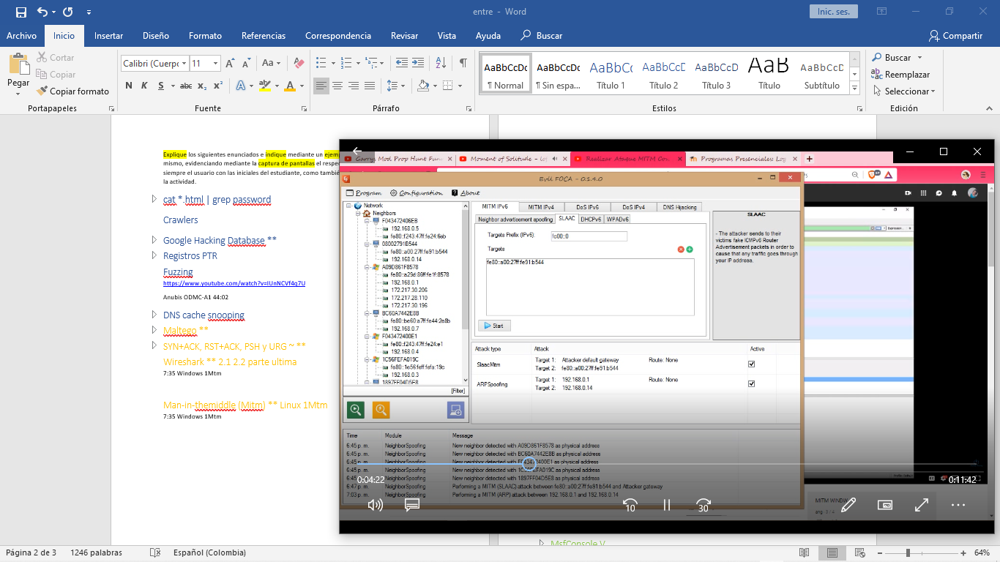 entre - Word
Inic. ses.
Archivo Inicio Insertar Diseño Formato Referencias Correspondencia Revisar Vista Ayuda Buscar Compartir
Pegar
Cortar
Copiar
Copiar formato
Portapapeles
Calibri (Cuerpo 11
N K S abc x₂ x²
Fuente
Párrafo
AaBbCcDc AaBbCcDc AaBbCc AaBbCcD AaBbCcD AaB AaBbCcD
¶ Normal ¶ Sin espa... Título 1 Título 2 Título 3 Título Subtítulo
Estilos
Buscar
Reemplazar
Seleccionar
Edición
Explique los siguientes enunciados e indique mediante un
mismo, evidenciando mediante la captura de pantallas el
siempre el usuario con las iniciales del estudiante, como
la actividad.
cat *.html | grep password
Crawlers
Google Hacking Database **
Registros PTR
Fuzzing
https://www.youtube.com/watch?v=IUnNCVf4q7U
Anubis ODMC-A1 44:02
DNS cache snooping
Maltego **
SYN+ACK, RST+ACK, PSH y URG ~ **
Wireshark ** 2.1.2.2 parte ultima
7:35 Windows 1Mtm
Man-in-themiddle (Mitm) ** Linux 1Mtm
7:35 Windows 1Mtm
Garrys Mod Prop Hunt Fun
Moment of Solitude - lo
Realizar Ataque MITM Con
Programas Presenciales: Log
Evil FOCA - 0.1.4.0
Program Configuration About
Network
Neighbors
F043472406EB
192.168.0.5
fe80::f243:47ff:fe24:6eb
08002791B544
fe80::a00:27ff:fe91:b544
192.168.0.14
A09D861F8578
fe80::a29d:86ff:fe1f:8578
192.168.0.1
172.217.30.206
172.217.28.110
172.217.30.196
BC60A7442E8B
fe80::be60:a7ff:fe44:2e8b
192.168.0.7
F043472400E1
fe80::f243:47ff:fe24:e1
192.168.0.4
1C56FEFA019C
fe80::1e56:feff:fefa:19c
192.168.0.3
1897FF04D5E8
[Filter]
MITM IPv6 MITM IPv4 DoS IPv6 DoS IPv4 DNS Hijacking
Neighbor advertisement spoofing SLAAC DHCPv6 WPADv6
Targets Prefix (IPv6): fc00::0
Targets
fe80::a00:27ff:fe91:b544
Start
SLAAC
- The attacker sends to their
victims fake ICMPv6 Router
Advertisement packets in order to
cause that any traffic goes through
your IP address.
Attack type Attack Active
SlaacMitm Target 1: Attacker default gateway Route: None
Target 2: fe80::a00:27ff:fe91:b544
ARPSpoofing Target 1: 192.168.0.1 Route: None
Target 2: 192.168.0.14
Time Module Message
6:45 p. m. NeighborSpoofing New neighbor detected with A09D861F8578 as physical address
6:45 p. m. NeighborSpoofing New neighbor detected with BC60A7442E8B as physical address
6:45 p. m. NeighborSpoofing New neighbor detected with F043472400E1 as physical address
6:45 NeighborSpoofing New neighbor detected with 1C56FEFA019C as physical address
6:45 NeighborSpoofing New neighbor detected with 1897FF04D5E8 as physical address
6:47 p. m. NeighborSpoofing Performing a MITM (SLAAC) attack between fe80::a00:27ff:fe91:b544 and Attacker gateway
7:03 p. m. NeighborSpoofing Performing a MITM (ARP) attack between 192.168.0.1 and 192.168.0.14
0:04:22
0:11:42
10 30
MITM WINDOW
MsfConsole V
Página 2 de 3 1246 palabras Español (Colombia) 64%